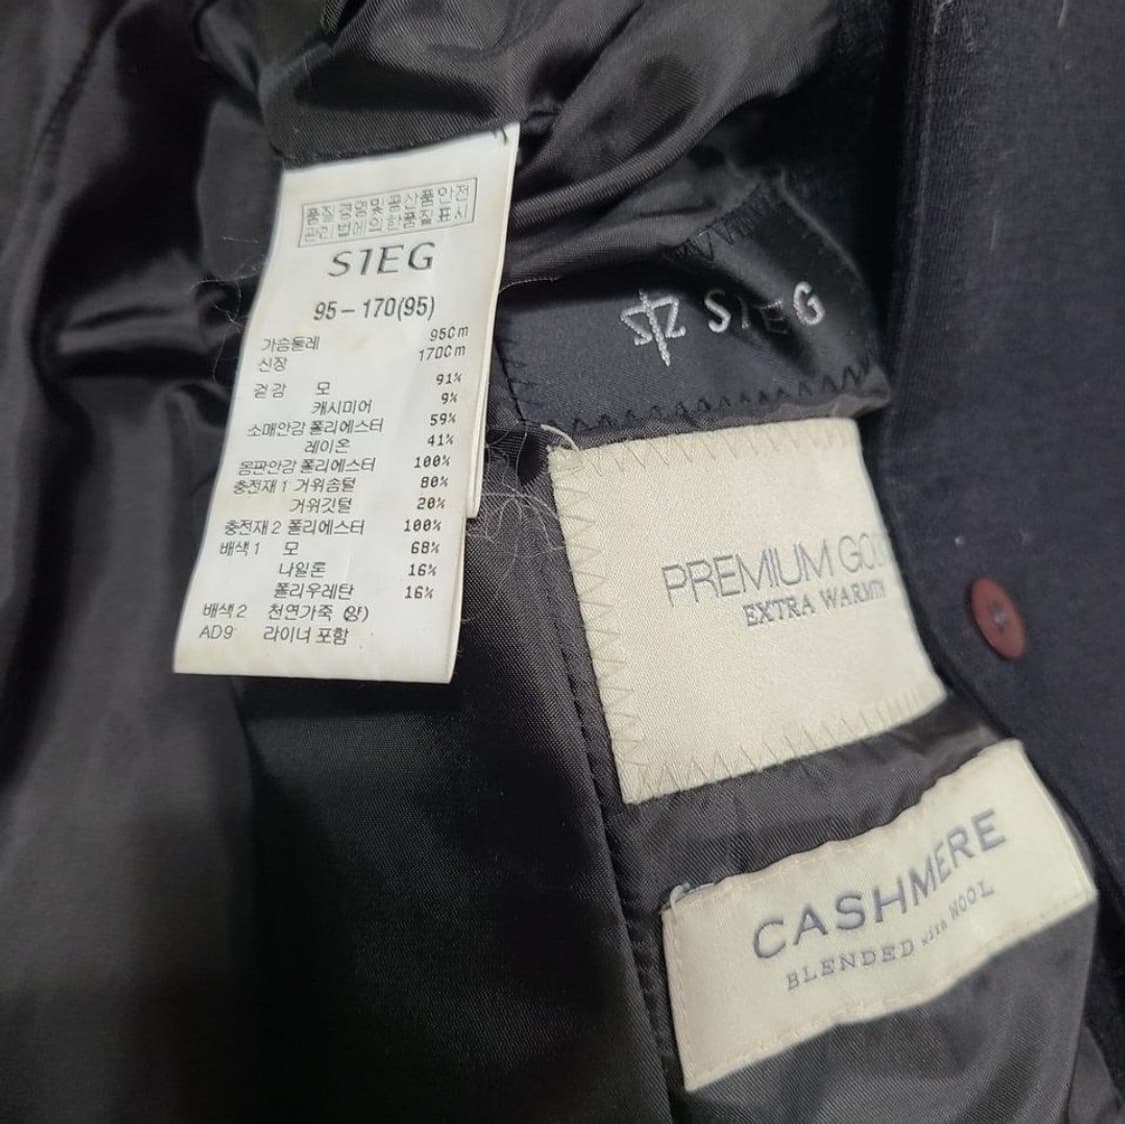 품질경영및공산품안전
관리법에의한품질표시
SIEG
95-170(95)
가슴둘레 95Cm
신장 170Cm
겉감 모 91%
캐시미어 9%
소매안감 폴리에스터 59%
레이온 41%
몸판안감 폴리에스터 100%
충전재1 거위솜털 80%
거위깃털 20%
충전재2 폴리에스터 100%
배색1 모 68%
나일론 16%
폴리우레탄 16%
배색2 천연가죽 (양)
AD9 라이너 포함
SIEG
PREMIUM
EXTRA WARMTH
CASHMERE
BLENDED with WOOL